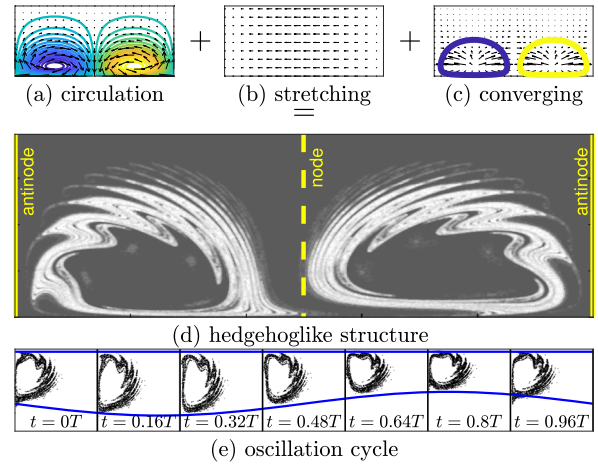 + +
(a) circulation (b) stretching (c) converging
=
antinode node antinode
(d) hedgehoglike structure
t = 0T t = 0.16T t = 0.32T t = 0.48T t = 0.64T t = 0.8T t = 0.96T
(e) oscillation cycle